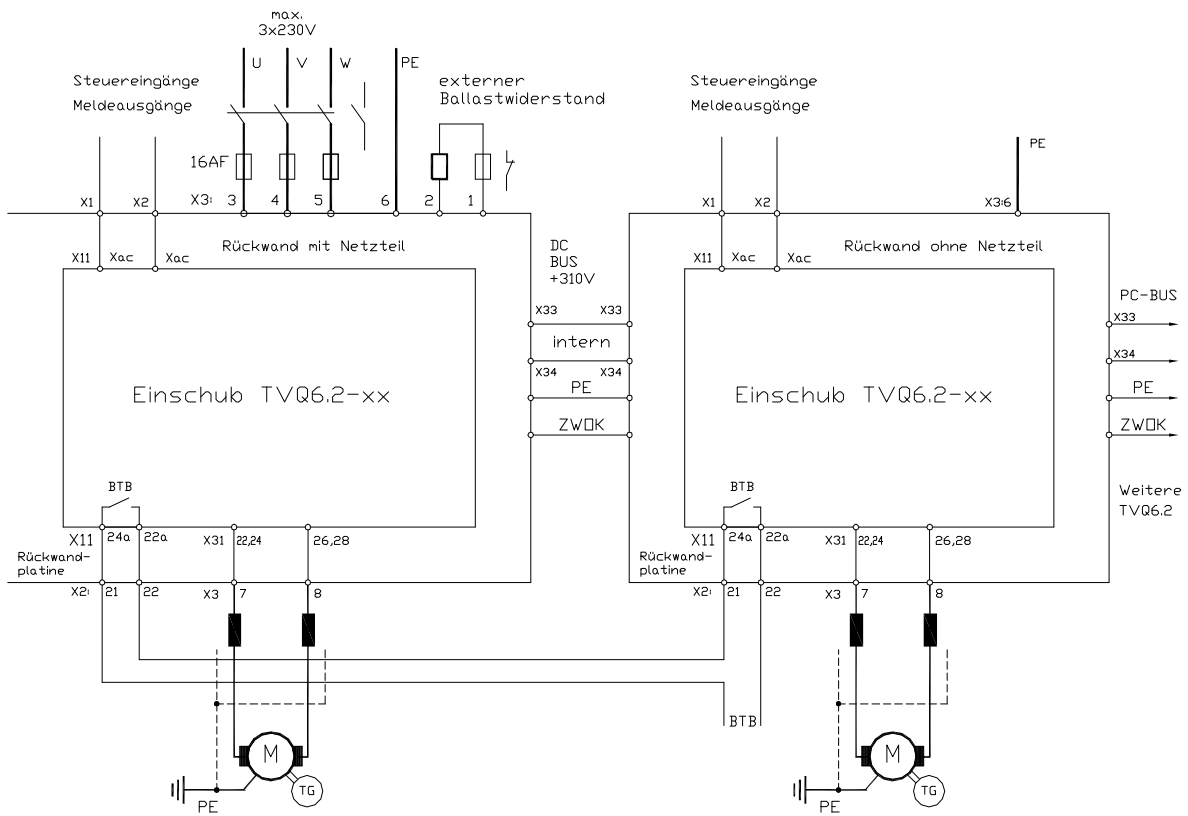 max.
3x230V
U V W PE
Steuereingänge
Meldeausgänge
externer
Ballastwiderstand
Steuereingänge
Meldeausgänge
PE
16AF
X1 X2 X3: 3 4 5 6 2 1
X1 X2 X3:6
Rückwand mit Netzteil
DC
BUS
+310V
Rückwand ohne Netzteil
X11 Xac Xac
X11 Xac Xac
PC-BUS
X33 X33
X33
intern
X34 X34
X34
PE
PE
Einschub TVQ6.2-xx
Einschub TVQ6.2-xx
ZWOK
ZWOK
BTB
BTB
Weitere
TVQ6.2
X11 24a 22a X31 22,24 26,28
X11 24a 22a X31 22,24 26,28
Rückwand-
platine
Rückwand-
platine
X2: 21 22 X3 7 8
X2: 21 22 X3 7 8
BTB
M
M
TG
TG
PE
PE